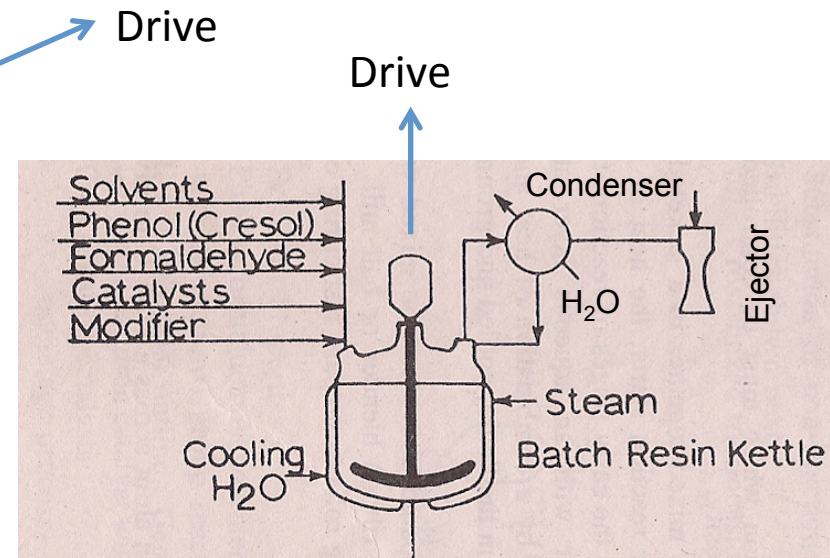 Drive
Drive
Solvents
Phenol (Cresol)
Formaldehyde
Catalysts
Modifier
Condenser
Ejector
H₂O
Steam
Cooling
H₂O
Batch Resin Kettle